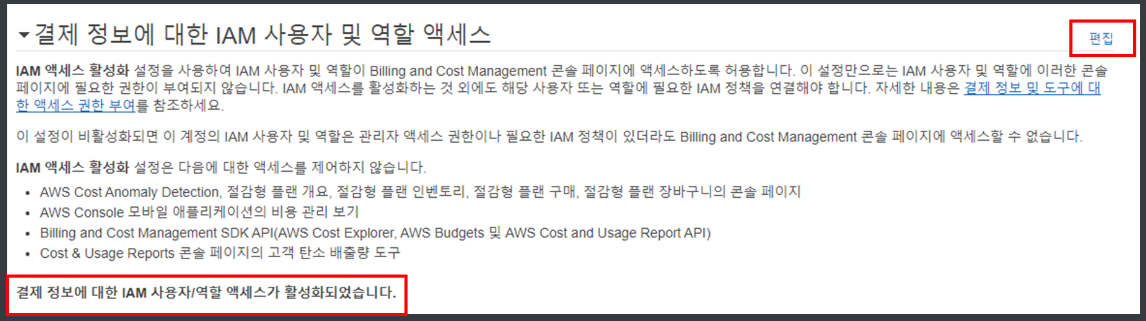 결제 정보에 대한 IAM 사용자 및 역할 액세스
편집
IAM 액세스 활성화 설정을 사용하여 IAM 사용자 및 역할이 Billing and Cost Management 콘솔 페이지에 액세스하도록 허용합니다. 이 설정만으로는 IAM 사용자 및 역할에 이러한 콘솔
페이지에 필요한 권한이 부여되지 않습니다. IAM 액세스를 활성화하는 것 외에도 해당 사용자 또는 역할에 필요한 IAM 정책을 연결해야 합니다. 자세한 내용은 결제 정보 및 도구에 대
한 액세스 권한 부여를 참조하세요.
이 설정이 비활성화되면 이 계정의 IAM 사용자 및 역할은 관리자 액세스 권한이나 필요한 IAM 정책이 있더라도 Billing and Cost Management 콘솔 페이지에 액세스할 수 없습니다.
IAM 액세스 활성화 설정은 다음에 대한 액세스를 제어하지 않습니다.
• AWS Cost Anomaly Detection, 절감형 플랜 개요, 절감형 플랜 인벤토리, 절감형 플랜 구매, 절감형 플랜 장바구니의 콘솔 페이지
• AWS Console 모바일 애플리케이션의 비용 관리 보기
• Billing and Cost Management SDK API(AWS Cost Explorer, AWS Budgets 및 AWS Cost and Usage Report API)
• Cost & Usage Reports 콘솔 페이지의 고객 탄소 배출량 도구
결제 정보에 대한 IAM 사용자/역할 액세스가 활성화되었습니다.